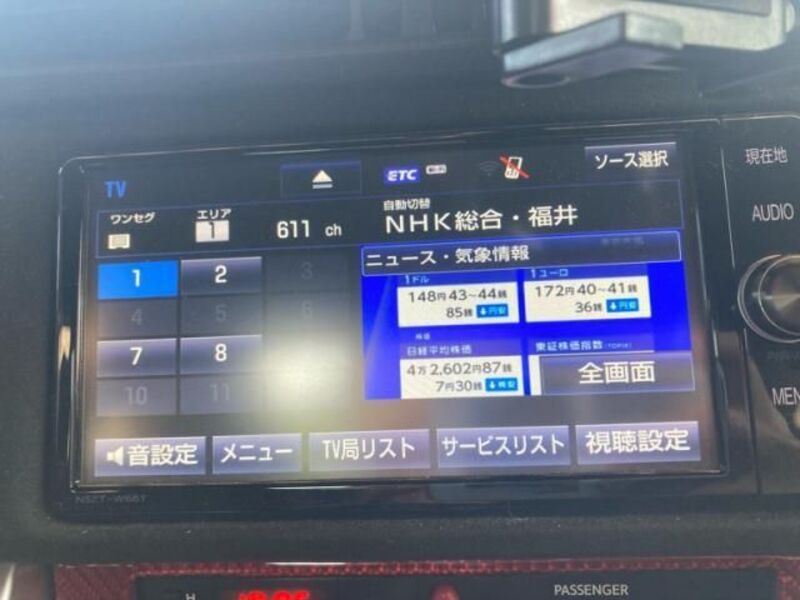 ソース選択
ETC
TV
現在地
AUDIO
ワンセグ
エリア
1
611 ch
自動切替
NHK総合・福井
ニュース・気象情報
1
2
3
4
5
6
7
8
10
11
1ドル
148円43~44銭
85銭 円安
1ユーロ
172円40~41銭
36銭 円安
株価
日経平均株価
4万2,602円87銭
7円30銭 株安
東証株価指数(TOPIX)
全画面
音設定
メニュー
TV局リスト
サービスリスト
視聴設定
NSZT-W66T
PASSENGER